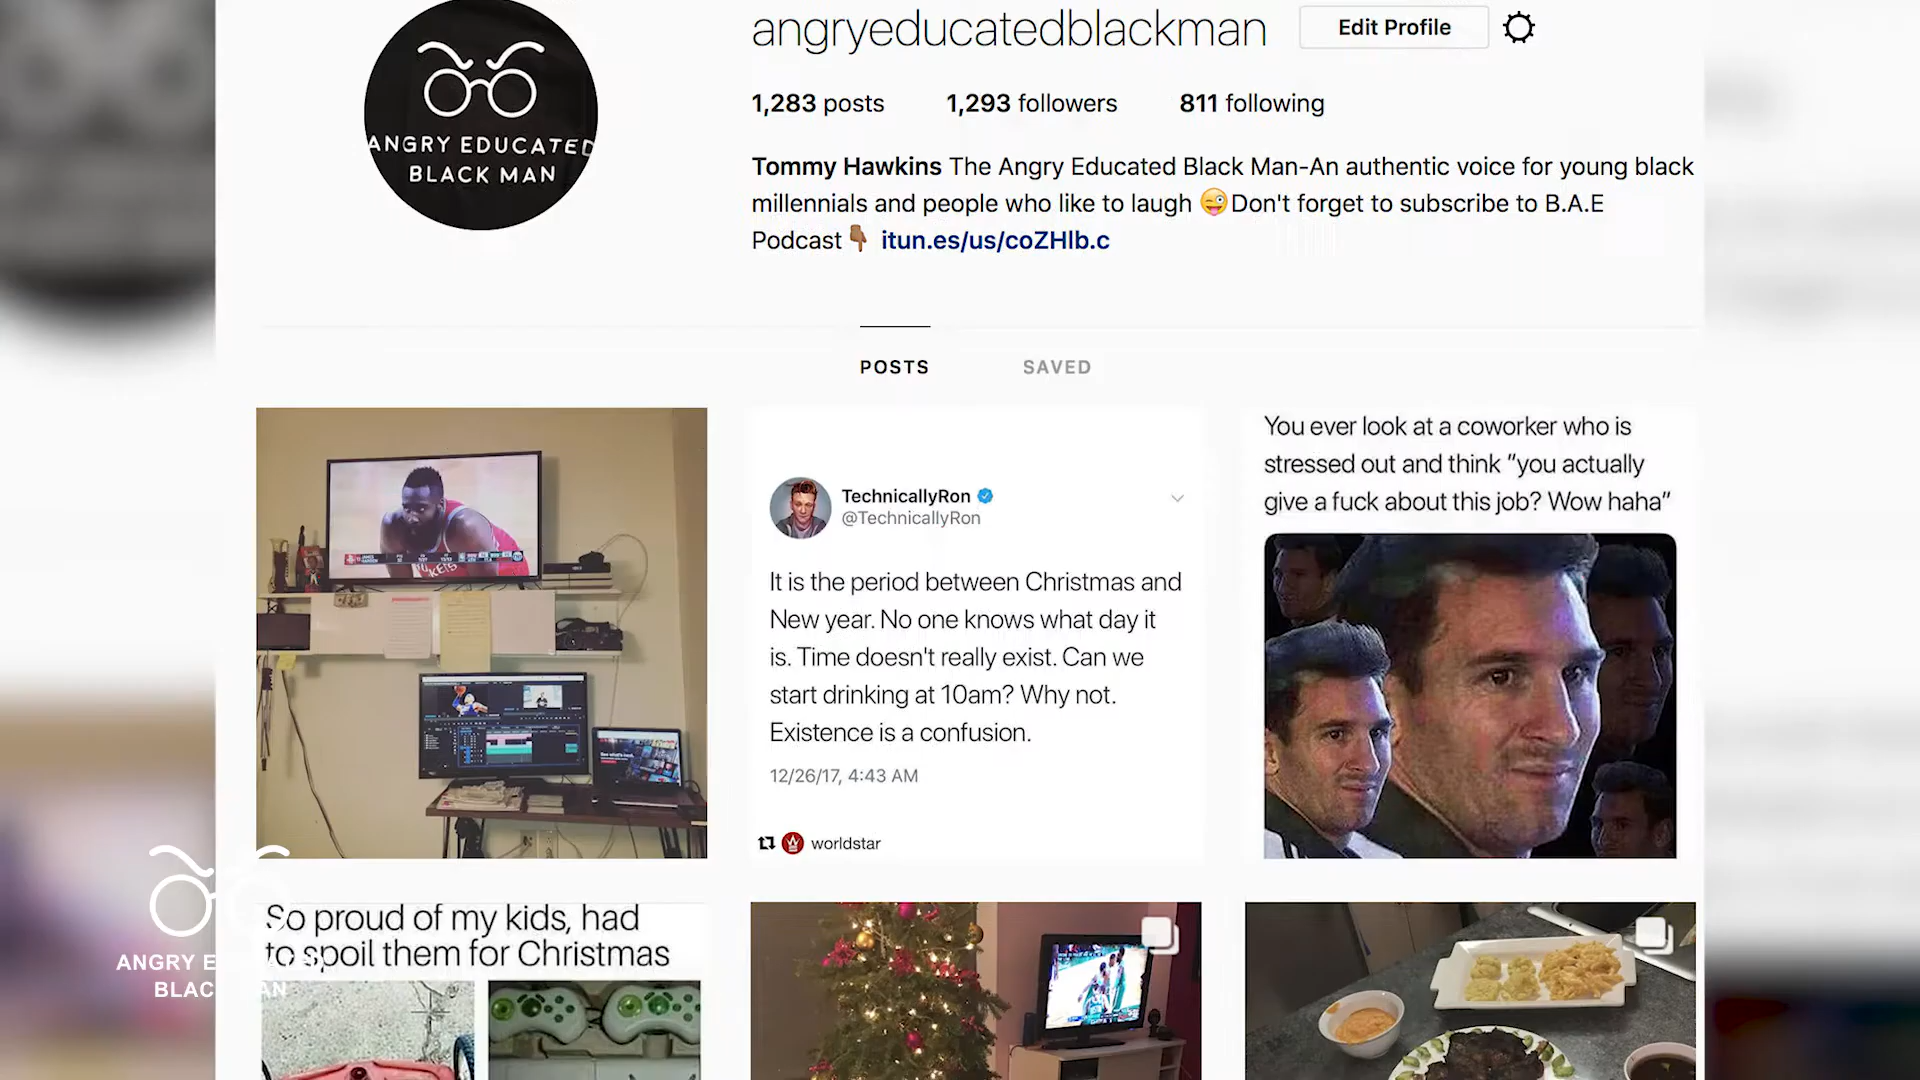 angryeducatedblackman
Edit Profile
1,283 posts
1,293 followers
811 following
Tommy Hawkins The Angry Educated Black Man-An authentic voice for young black
millennials and people who like to laugh 😜Don't forget to subscribe to B.A.E
Podcast👇🏾 itun.es/us/coZHlb.c
ANGRY EDUCATED
BLACK MAN
POSTS
SAVED
TechnicallyRon
@TechnicallyRon
It is the period between Christmas and
New year. No one knows what day it
is. Time doesn't really exist. Can we
start drinking at 10am? Why not.
Existence is a confusion.
12/26/17, 4:43 AM
worldstar
You ever look at a coworker who is
stressed out and think "you actually
give a fuck about this job? Wow haha"
So proud of my kids, had
to spoil them for Christmas
ANGRY EDUCATED
BLACK MAN